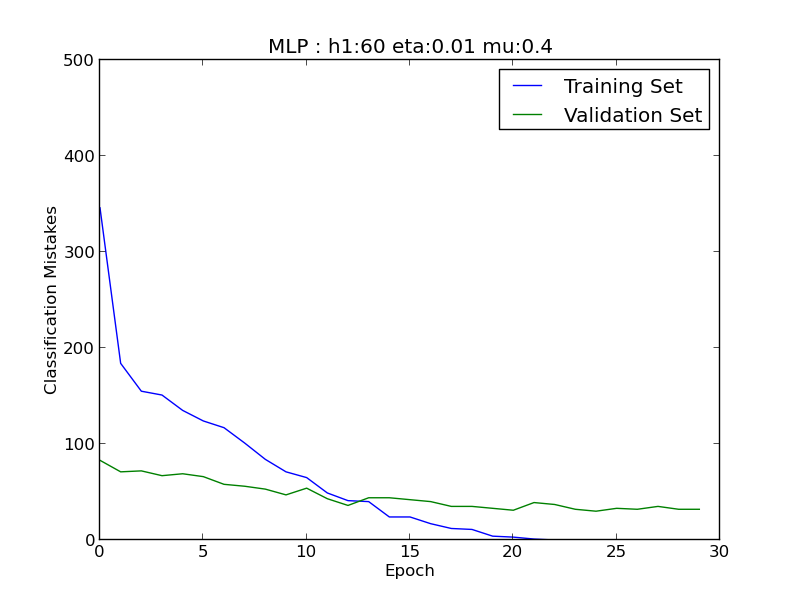 MLP : h1:60 eta:0.01 mu:0.4
Training Set
Validation Set
500
400
300
200
100
0
Classification Mistakes
0 5 10 15 20 25 30
Epoch